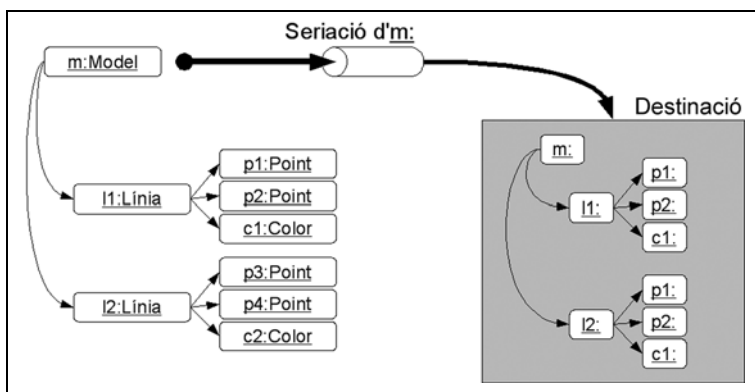 Seriació d'm:
m:Model
Destinació
l1:Línia
p1:Point
p2:Point
c1:Color
l2:Línia
p3:Point
p4:Point
c2:Color
m:
l1:
p1:
p2:
c1:
l2:
p1:
p2:
c1: